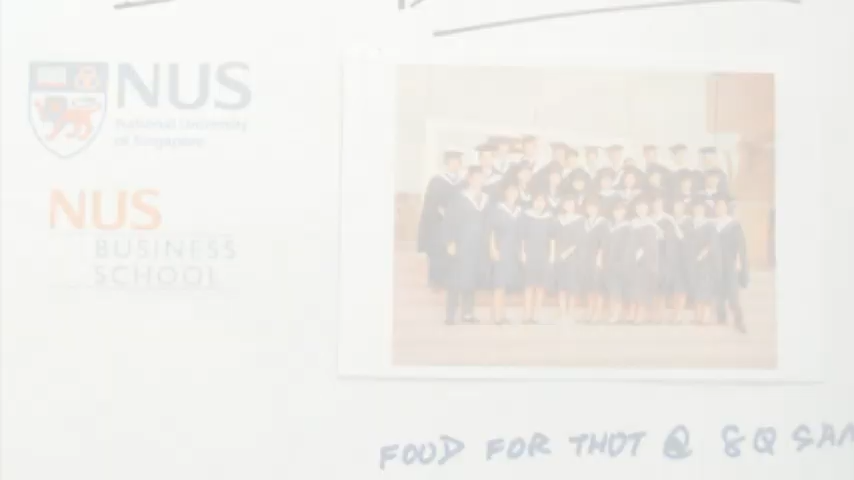 NUS
National University
of Singapore
NUS
BUSINESS
SCHOOL
FOOD FOR THOT @ 8Q SAM